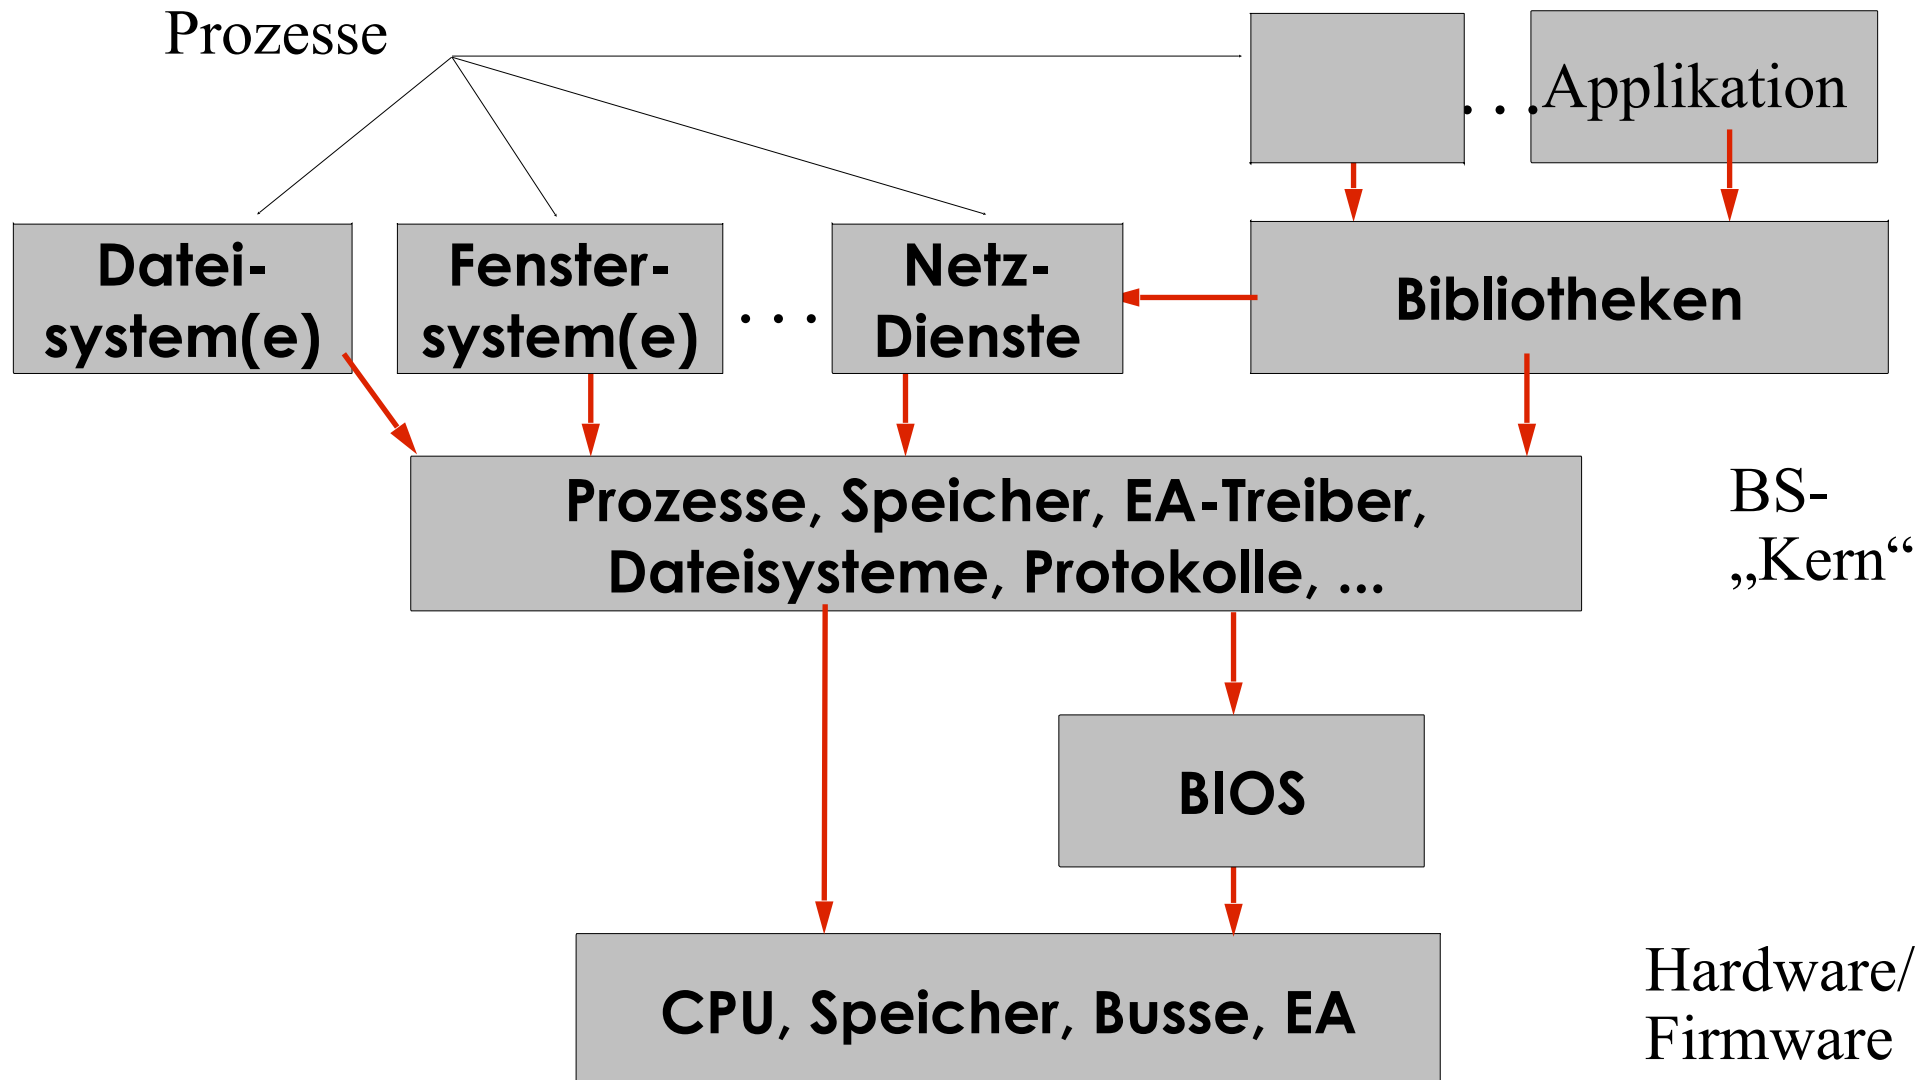 Prozesse
. . .
Applikation
Datei-
system(e)
Fenster-
system(e)
. . .
Netz-
Dienste
Bibliotheken
Prozesse, Speicher, EA-Treiber,
Dateisysteme, Protokolle, ...
BS-
„Kern“
BIOS
CPU, Speicher, Busse, EA
Hardware/
Firmware